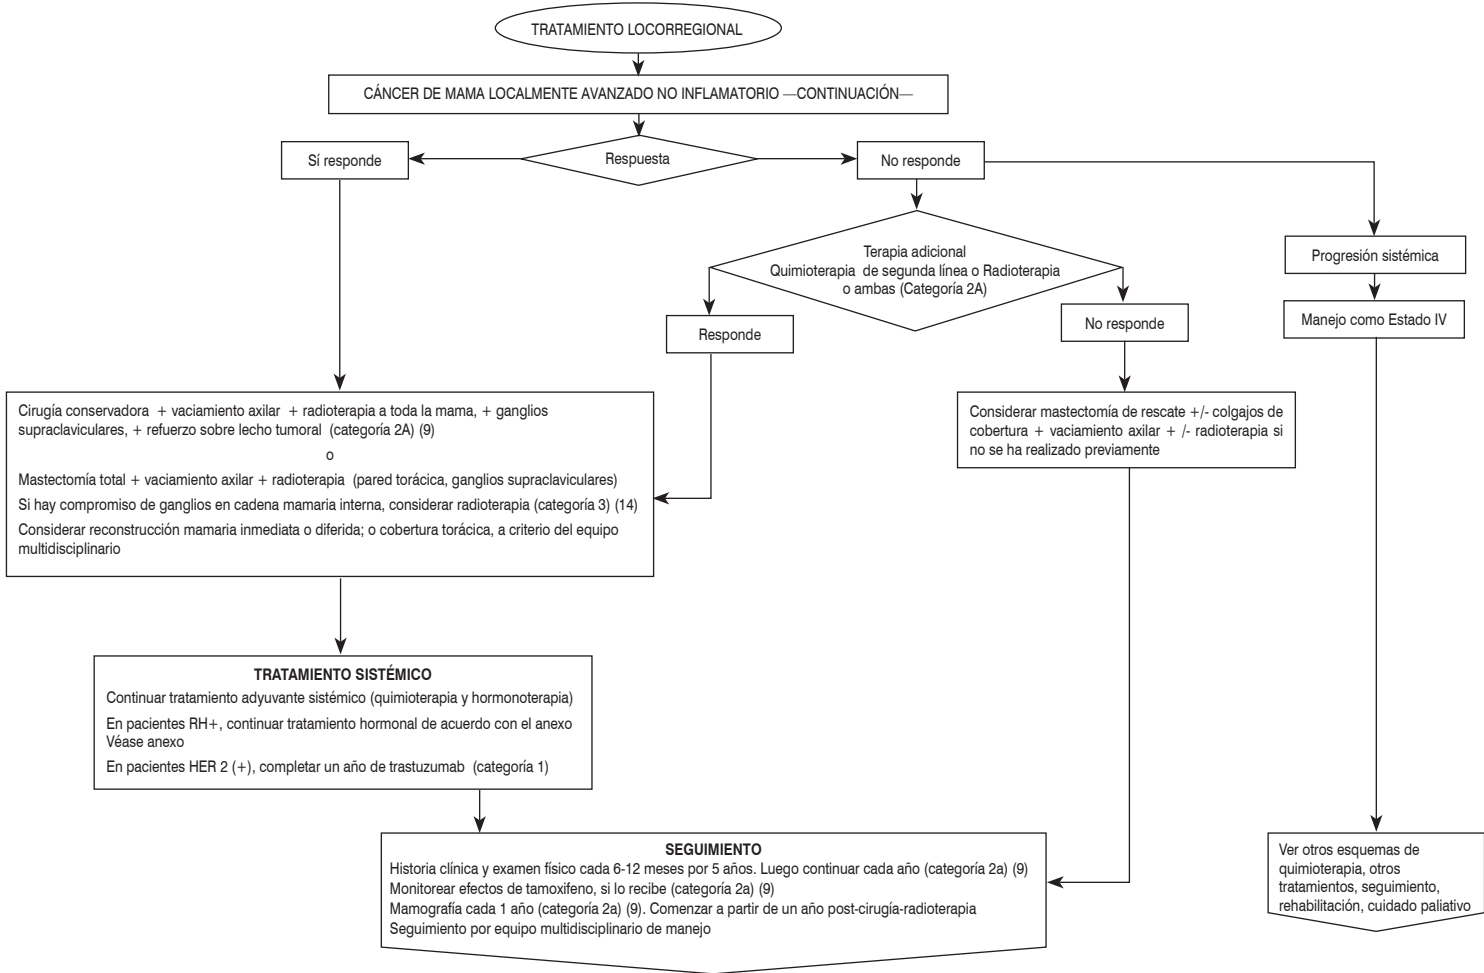 TRATAMIENTO LOCORREGIONAL
CÁNCER DE MAMA LOCALMENTE AVANZADO NO INFLAMATORIO —CONTINUACIÓN—
Sí responde
Respuesta
No responde
Terapia adicional
Quimioterapia de segunda línea o Radioterapia
o ambas (Categoría 2A)
Progresión sistémica
Manejo como Estado IV
Responde
No responde
Cirugía conservadora + vaciamiento axilar + radioterapia a toda la mama, + ganglios
supraclaviculares, + refuerzo sobre lecho tumoral (categoría 2A) (9)
o
Mastectomía total + vaciamiento axilar + radioterapia (pared torácica, ganglios supraclaviculares)
Si hay compromiso de ganglios en cadena mamaria interna, considerar radioterapia (categoría 3) (14)
Considerar reconstrucción mamaria inmediata o diferida; o cobertura torácica, a criterio del equipo
multidisciplinario
Considerar mastectomía de rescate +/- colgajos de
cobertura + vaciamiento axilar + /- radioterapia si
no se ha realizado previamente
TRATAMIENTO SISTÉMICO
Continuar tratamiento adyuvante sistémico (quimioterapia y hormonoterapia)
En pacientes RH+, continuar tratamiento hormonal de acuerdo con el anexo
Véase anexo
En pacientes HER 2 (+), completar un año de trastuzumab (categoría 1)
SEGUIMIENTO
Historia clínica y examen físico cada 6-12 meses por 5 años. Luego continuar cada año (categoría 2a) (9)
Monitorear efectos de tamoxifeno, si lo recibe (categoría 2a) (9)
Mamografía cada 1 año (categoría 2a) (9). Comenzar a partir de un año post-cirugía-radioterapia
Seguimiento por equipo multidisciplinario de manejo
Ver otros esquemas de
quimioterapia, otros
tratamientos, seguimiento,
rehabilitación, cuidado paliativo